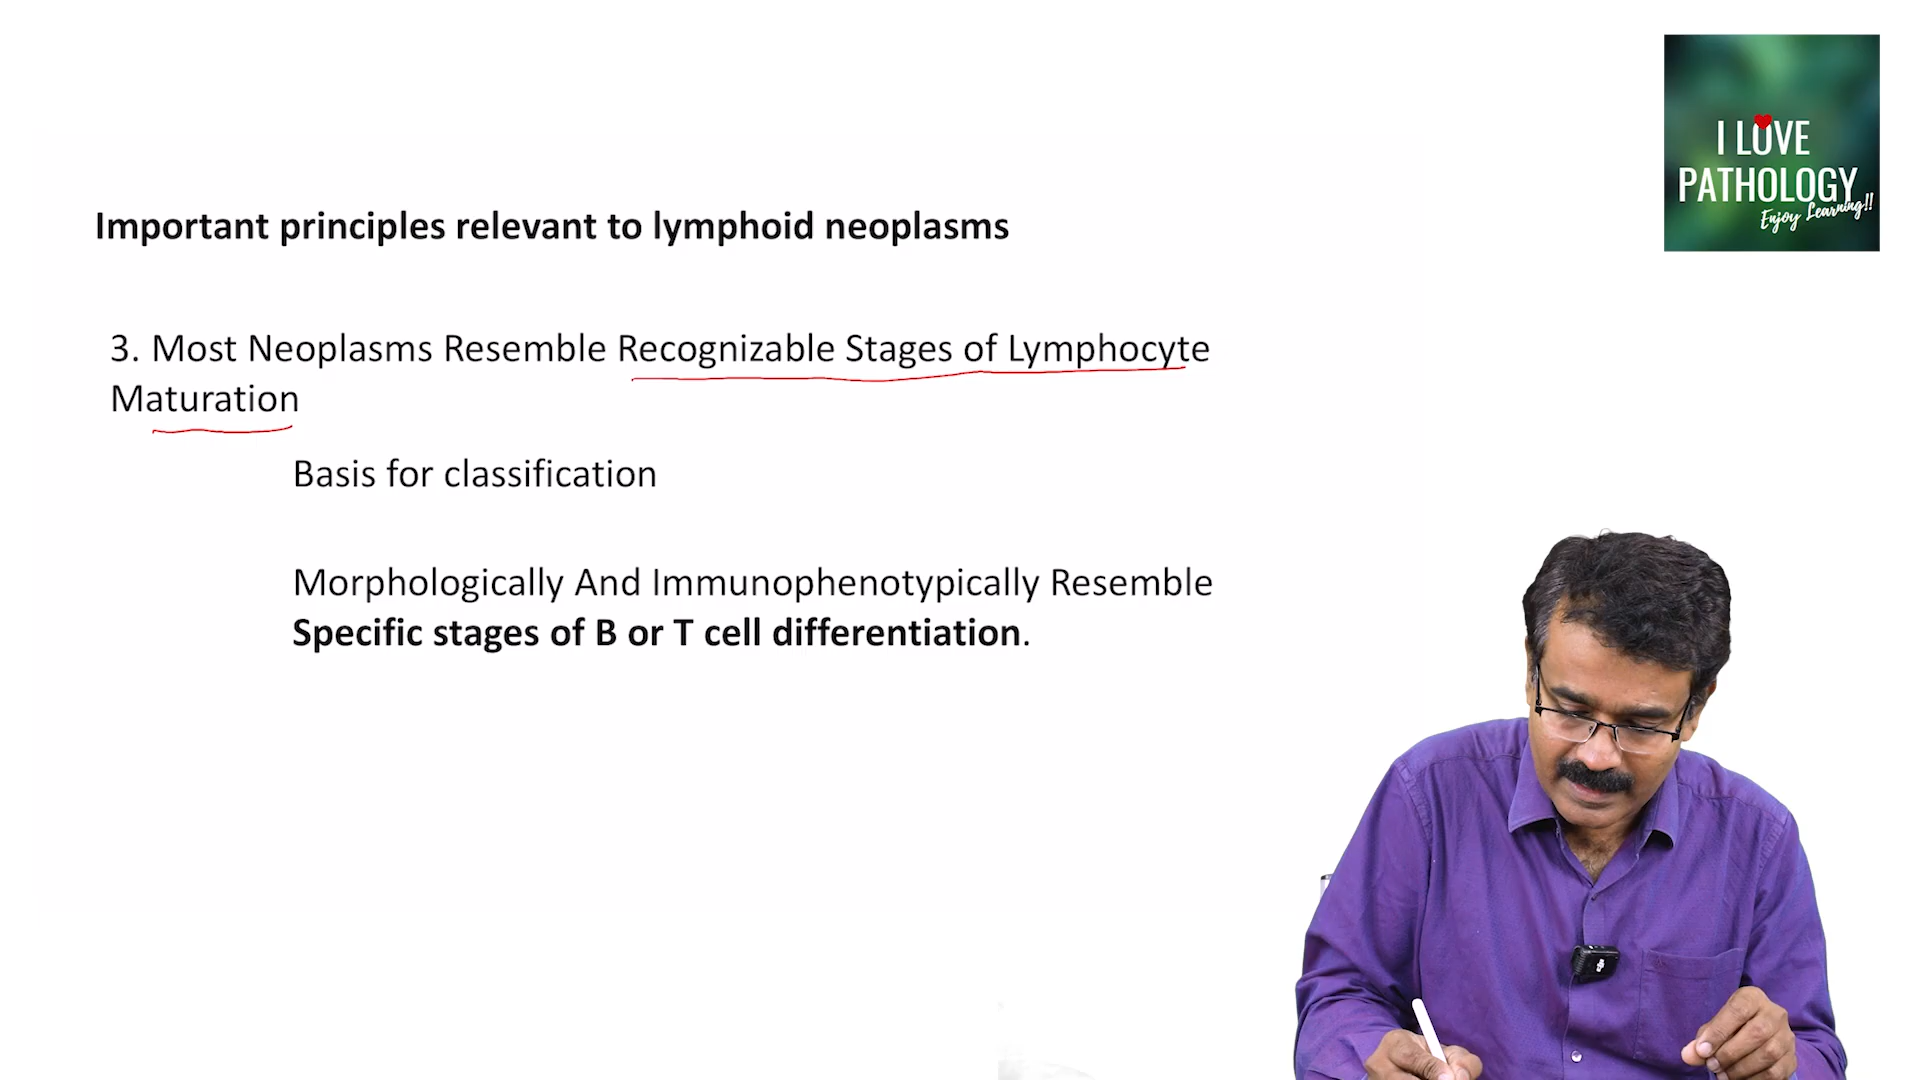 I LOVE
PATHOLOGY
Enjoy Learning!!
Important principles relevant to lymphoid neoplasms
3. Most Neoplasms Resemble Recognizable Stages of Lymphocyte
Maturation
Basis for classification
Morphologically And Immunophenotypically Resemble
Specific stages of B or T cell differentiation.